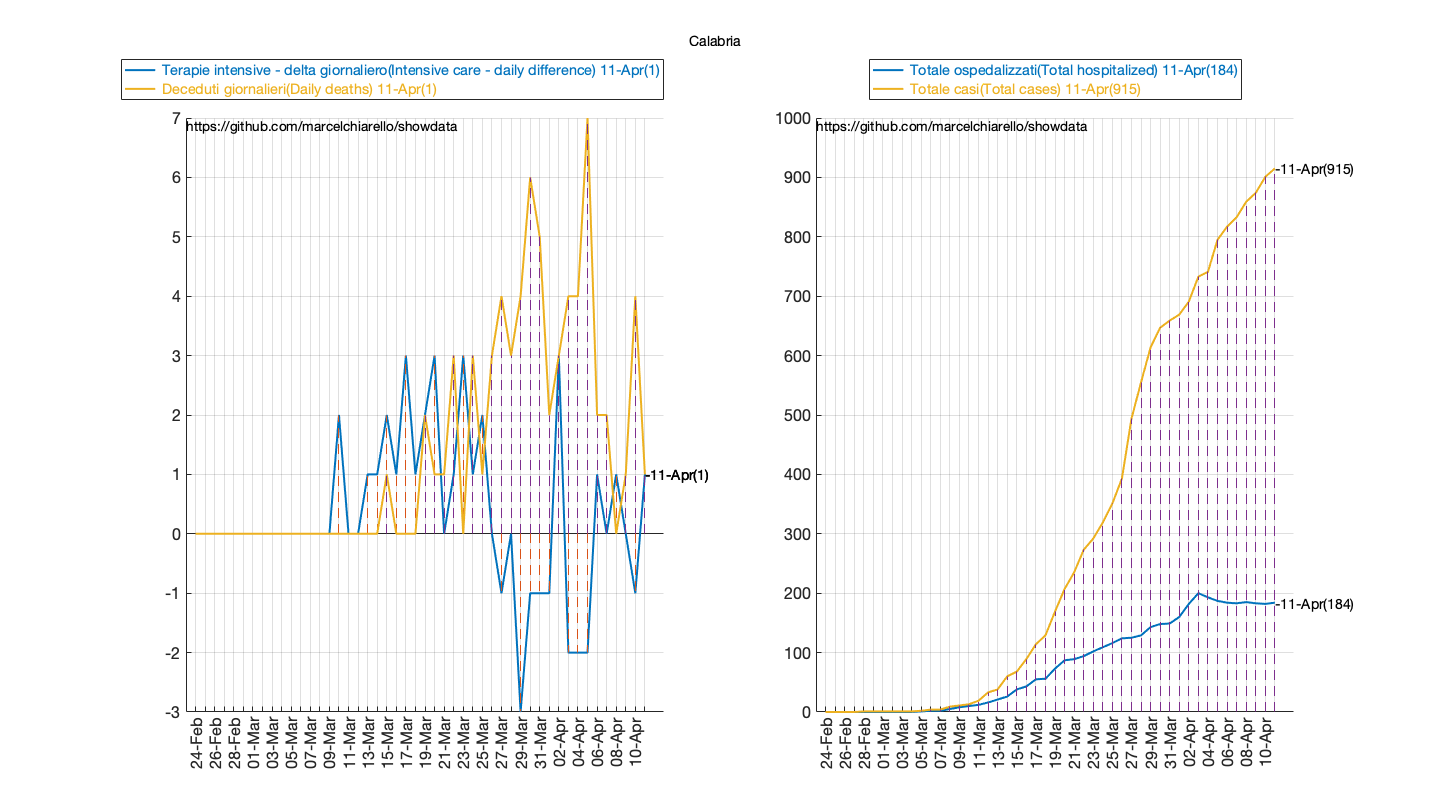 Calabria
Terapie intensive - delta giornaliero(Intensive care - daily difference) 11-Apr(1)
Deceduti giornalieri(Daily deaths) 11-Apr(1)
https://github.com/marcelchiarello/showdata
7
6
5
4
3
2
1
0
-1
-2
-3
-11-Apr(1)
24-Feb
26-Feb
28-Feb
01-Mar
03-Mar
05-Mar
07-Mar
09-Mar
11-Mar
13-Mar
15-Mar
17-Mar
19-Mar
21-Mar
23-Mar
25-Mar
27-Mar
29-Mar
31-Mar
02-Apr
04-Apr
06-Apr
08-Apr
10-Apr
Totale ospedalizzati(Total hospitalized) 11-Apr(184)
Totale casi(Total cases) 11-Apr(915)
https://github.com/marcelchiarello/showdata
1000
900
800
700
600
500
400
300
200
100
0
-11-Apr(915)
-11-Apr(184)
24-Feb
26-Feb
28-Feb
01-Mar
03-Mar
05-Mar
07-Mar
09-Mar
11-Mar
13-Mar
15-Mar
17-Mar
19-Mar
21-Mar
23-Mar
25-Mar
27-Mar
29-Mar
31-Mar
02-Apr
04-Apr
06-Apr
08-Apr
10-Apr